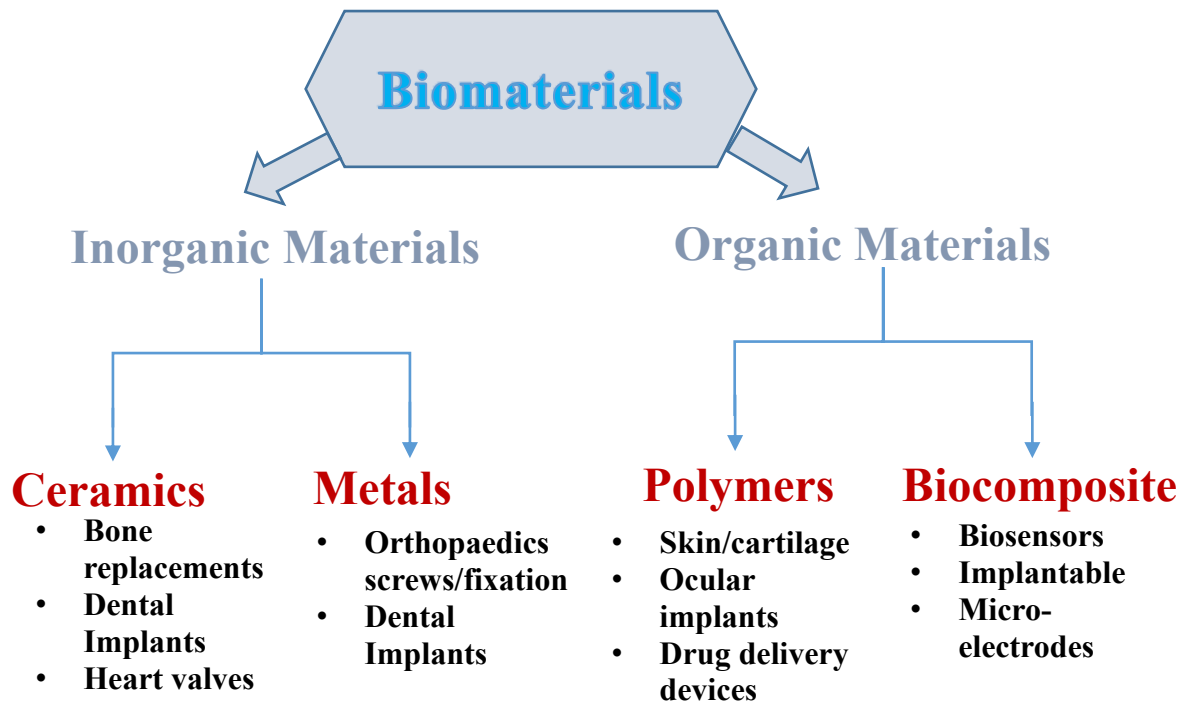 Biomaterials
Inorganic Materials
Organic Materials
Ceramics
• Bone
replacements
• Dental
Implants
• Heart valves
Metals
• Orthopaedics
screws/fixation
• Dental
Implants
Polymers
• Skin/cartilage
• Ocular
implants
• Drug delivery
devices
Biocomposite
• Biosensors
• Implantable
• Micro-
electrodes